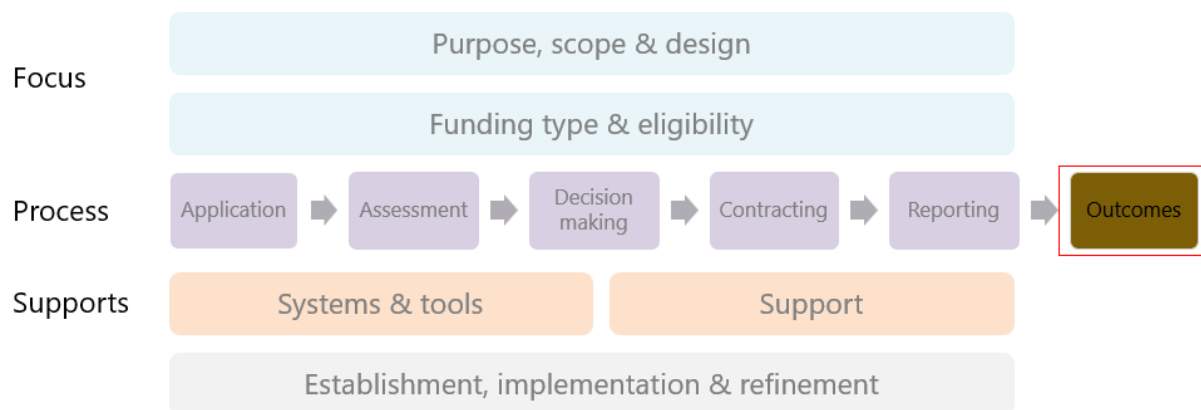 Focus
Purpose, scope & design
Funding type & eligibility
Process
Application
Assessment
Decision
making
Contracting
Reporting
Outcomes
Supports
Systems & tools
Support
Establishment, implementation & refinement